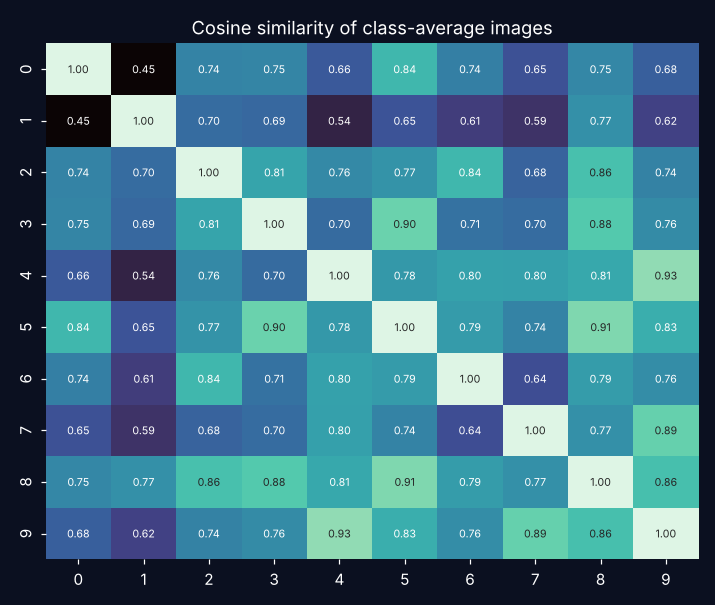 Cosine similarity of class-average images
0 1.00 0.45 0.74 0.75 0.66 0.84 0.74 0.65 0.75 0.68
1 0.45 1.00 0.70 0.69 0.54 0.65 0.61 0.59 0.77 0.62
2 0.74 0.70 1.00 0.81 0.76 0.77 0.84 0.68 0.86 0.74
3 0.75 0.69 0.81 1.00 0.70 0.90 0.71 0.70 0.88 0.76
4 0.66 0.54 0.76 0.70 1.00 0.78 0.80 0.80 0.81 0.93
5 0.84 0.65 0.77 0.90 0.78 1.00 0.79 0.74 0.91 0.83
6 0.74 0.61 0.84 0.71 0.80 0.79 1.00 0.64 0.79 0.76
7 0.65 0.59 0.68 0.70 0.80 0.74 0.64 1.00 0.77 0.89
8 0.75 0.77 0.86 0.88 0.81 0.91 0.79 0.77 1.00 0.86
9 0.68 0.62 0.74 0.76 0.93 0.83 0.76 0.89 0.86 1.00
0 1 2 3 4 5 6 7 8 9